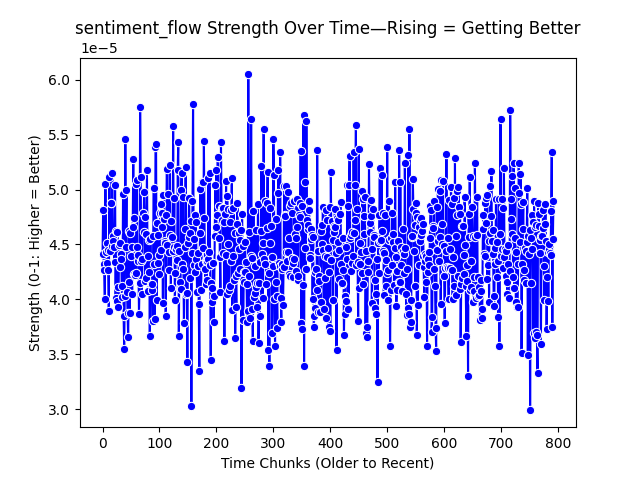 sentiment_flow Strength Over Time—Rising = Getting Better
1e−5
6.0
5.5
5.0
4.5
4.0
3.5
3.0
Strength (0-1: Higher = Better)
0 100 200 300 400 500 600 700 800
Time Chunks (Older to Recent)